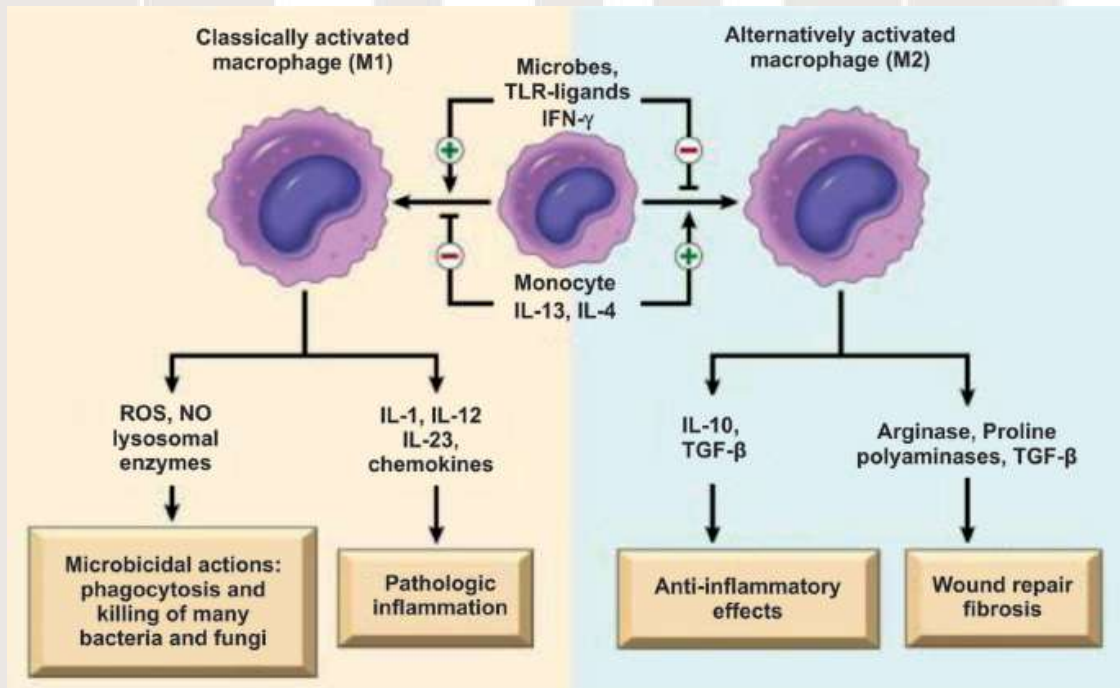 Classically activated
macrophage (M1)
Microbes,
TLR-ligands
IFN-γ
Alternatively activated
macrophage (M2)
+
−
−
+
Monocyte
IL-13, IL-4
ROS, NO
lysosomal
enzymes
IL-1, IL-12
IL-23,
chemokines
IL-10,
TGF-β
Arginase, Proline
polyaminases, TGF-β
Microbicidal actions:
phagocytosis and
killing of many
bacteria and fungi
Pathologic
inflammation
Anti-inflammatory
effects
Wound repair
fibrosis